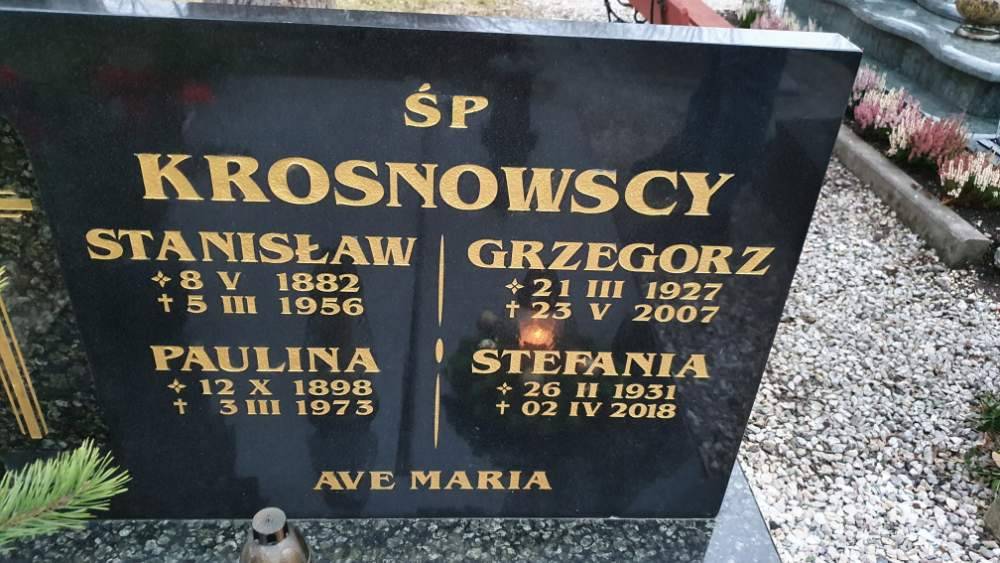 ŚP
KROSNOWSCY
STANISŁAW
✧ 8 V 1882
† 5 III 1956
PAULINA
✧ 12 X 1898
† 3 III 1973
GRZEGORZ
✧ 21 III 1927
† 23 V 2007
STEFANIA
✧ 26 II 1931
† 02 IV 2018
AVE MARIA